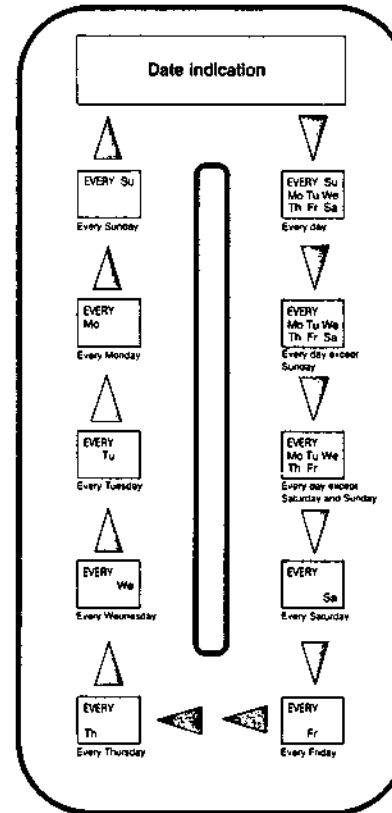 Date indication
EVERY Su
Every Sunday
EVERY
Mo
Every Monday
EVERY
Tu
Every Tuesday
EVERY
We
Every Wednesday
EVERY
Th
Every Thursday
EVERY Su
Mo Tu We
Th Fr Sa
Every day
EVERY
Mo Tu We
Th Fr Sa
Every day except
Sunday
EVERY
Mo Tu We
Th Fr
Every day except
Saturday and Sunday
EVERY
Sa
Every Saturday
EVERY
Fr
Every Friday